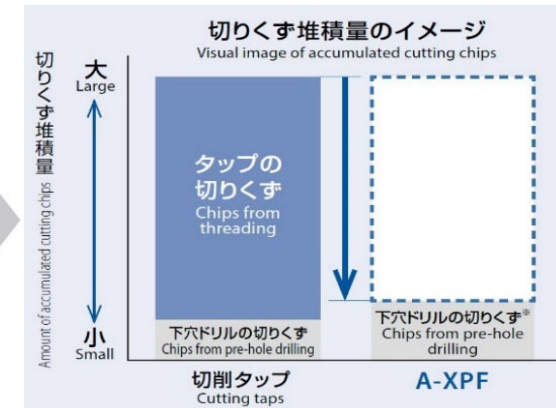 切りくず堆積量のイメージ
Visual image of accumulated cutting chips
切りくず堆積量
Amount of accumulated cutting chips
大
Large
小
Small
タップの
切りくず
Chips from
threading
下穴ドリルの切りくず
Chips from pre-hole drilling
下穴ドリルの切りくず※
Chips from pre-hole
drilling
切削タップ
Cutting taps
A-XPF